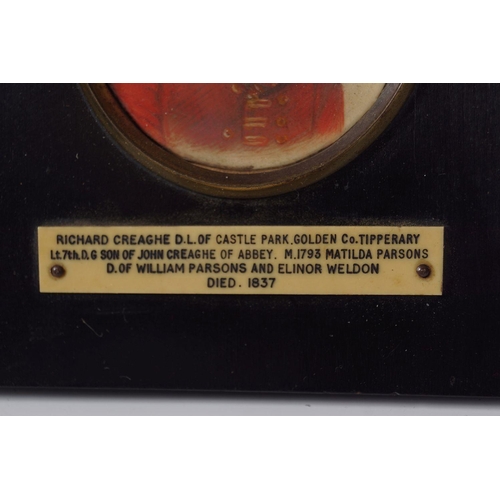 RICHARD CREAGHE D.L.OF CASTLE PARK,GOLDEN Co.TIPPERARY
Lt.7th.D.G SON OF JOHN CREAGHE OF ABBEY. M.1793 MATILDA PARSONS
D.OF WILLIAM PARSONS AND ELINOR WELDON
DIED. 1837